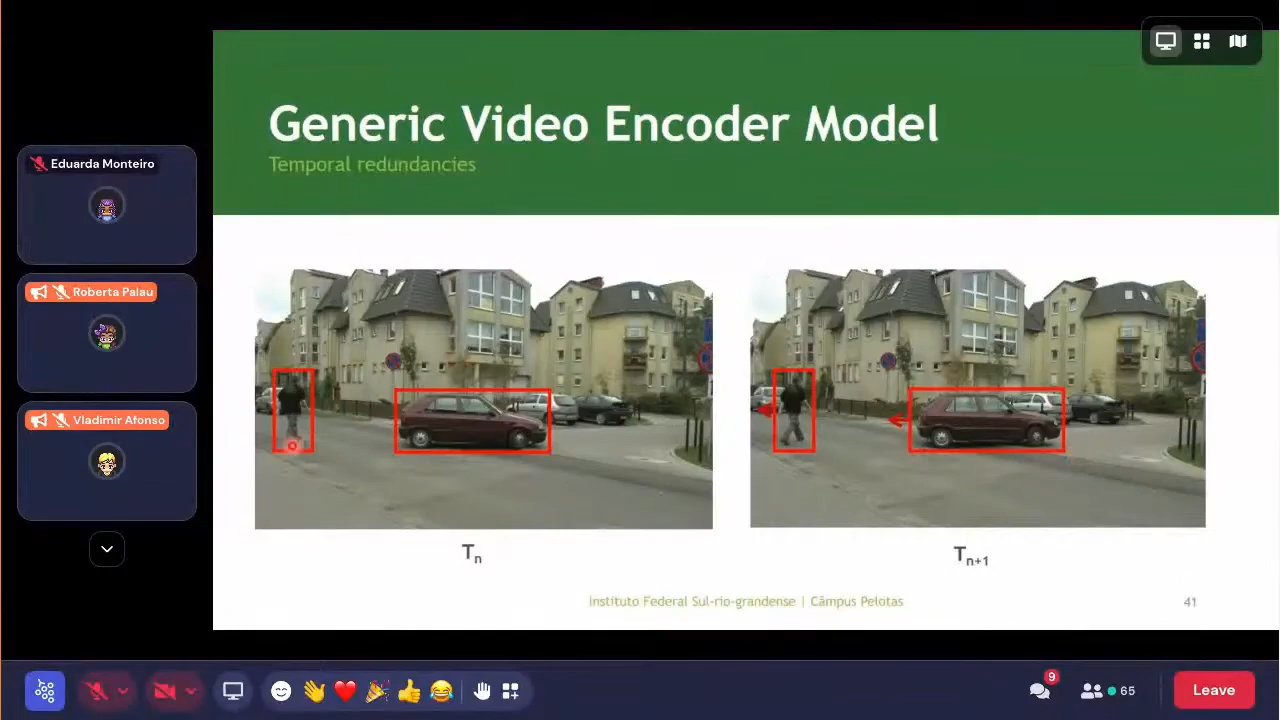 Generic Video Encoder Model
Temporal redundancies
Eduarda Monteiro
Roberta Palau
Vladimir Afonso
Tn
Tn+1
Instituto Federal Sul-rio-grandense | Câmpus Pelotas
41
9
65
Leave